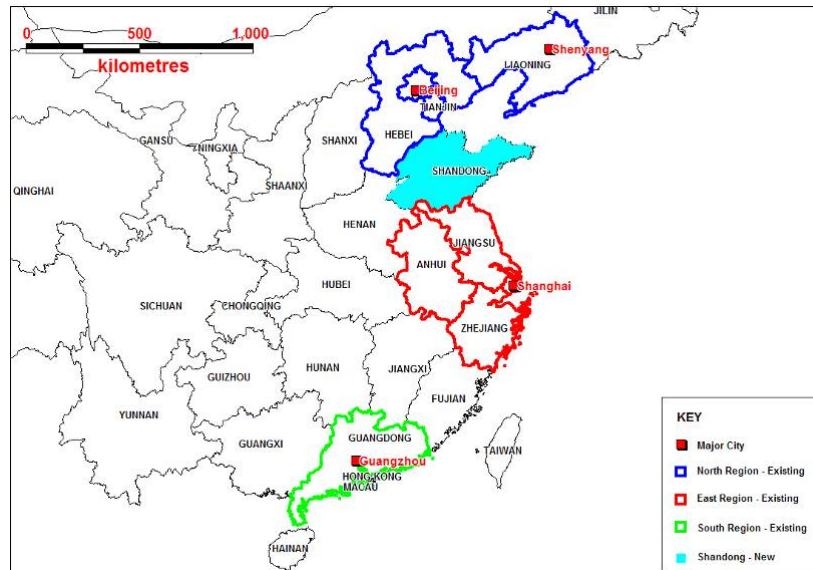 JILIN
0 500 1,000
kilometres
Shenyang
LIAONING
Beijing
TIANJIN
GANSU
NINGXIA
SHANXI
HEBEI
SHANDONG
QINGHAI
SHAANXI
HENAN
JIANGSU
ANHUI
Shanghai
HUBEI
SICHUAN
CHONGQING
ZHEJIANG
HUNAN
JIANGXI
GUIZHOU
FUJIAN
YUNNAN
GUANGXI
GUANGDONG
TAIWAN
Guangzhou
HONG KONG
MACAU
HAINAN
KEY
Major City
North Region - Existing
East Region - Existing
South Region - Existing
Shandong - New